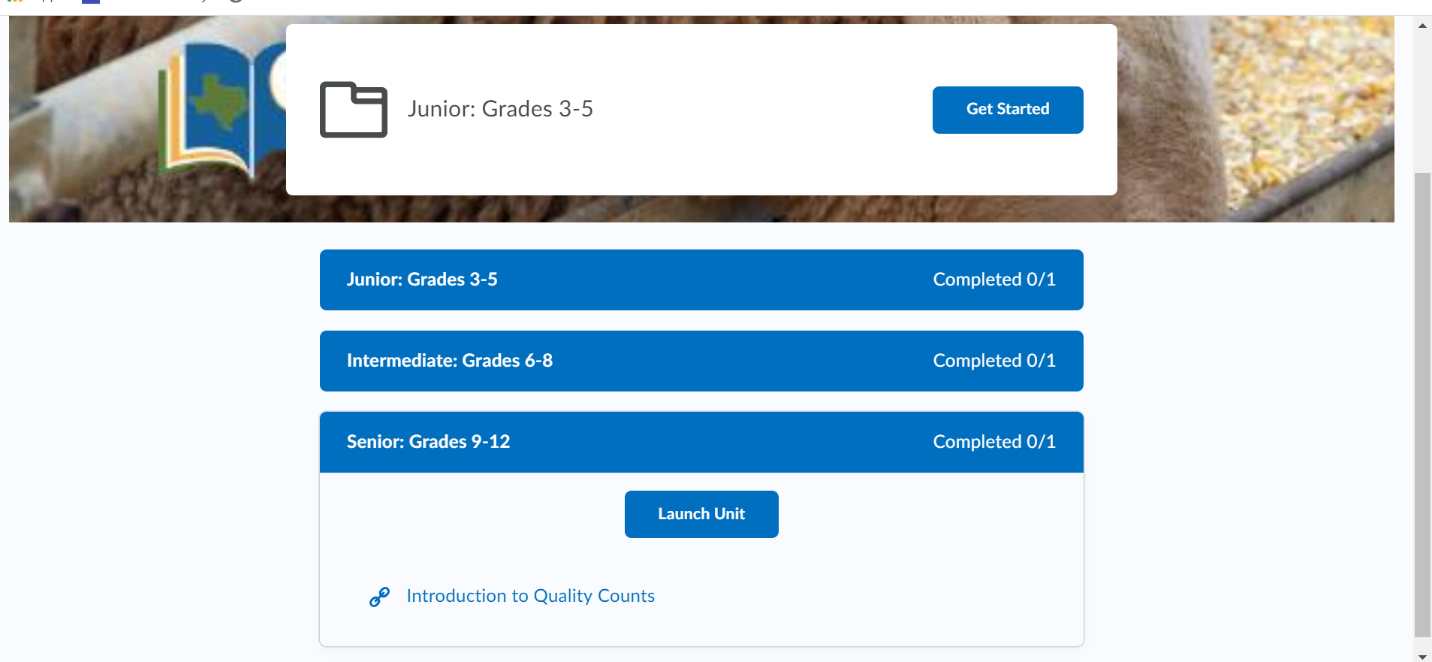 Junior: Grades 3-5
Get Started
Junior: Grades 3-5 Completed 0/1
Intermediate: Grades 6-8 Completed 0/1
Senior: Grades 9-12 Completed 0/1
Launch Unit
Introduction to Quality Counts